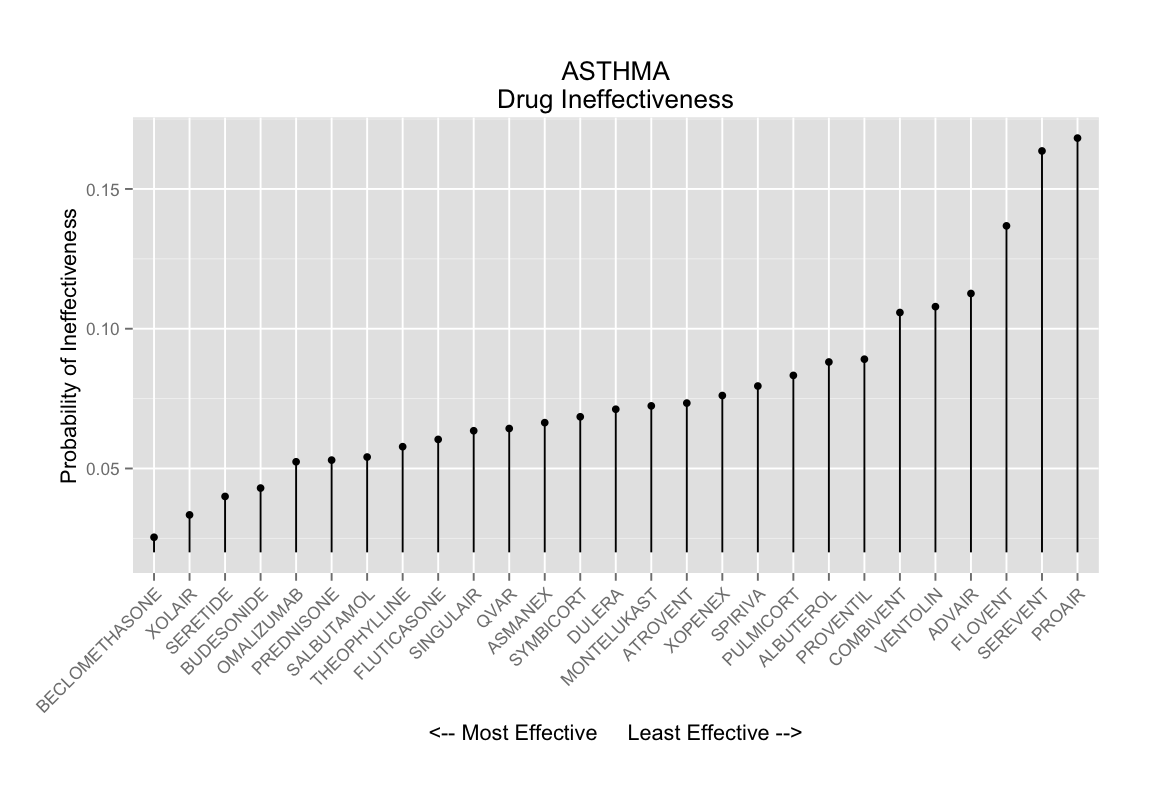 ASTHMA
Drug Ineffectiveness
Probability of Ineffectiveness
0.15
0.10
0.05
BECLOMETHASONE
XOLAIR
SERETIDE
BUDESONIDE
OMALIZUMAB
PREDNISONE
SALBUTAMOL
THEOPHYLLINE
FLUTICASONE
SINGULAIR
QVAR
ASMANEX
SYMBICORT
DULERA
MONTELUKAST
ATROVENT
XOPENEX
SPIRIVA
PULMICORT
ALBUTEROL
PROVENTIL
COMBIVENT
VENTOLIN
ADVAIR
FLOVENT
SEREVENT
PROAIR
<-- Most Effective Least Effective -->